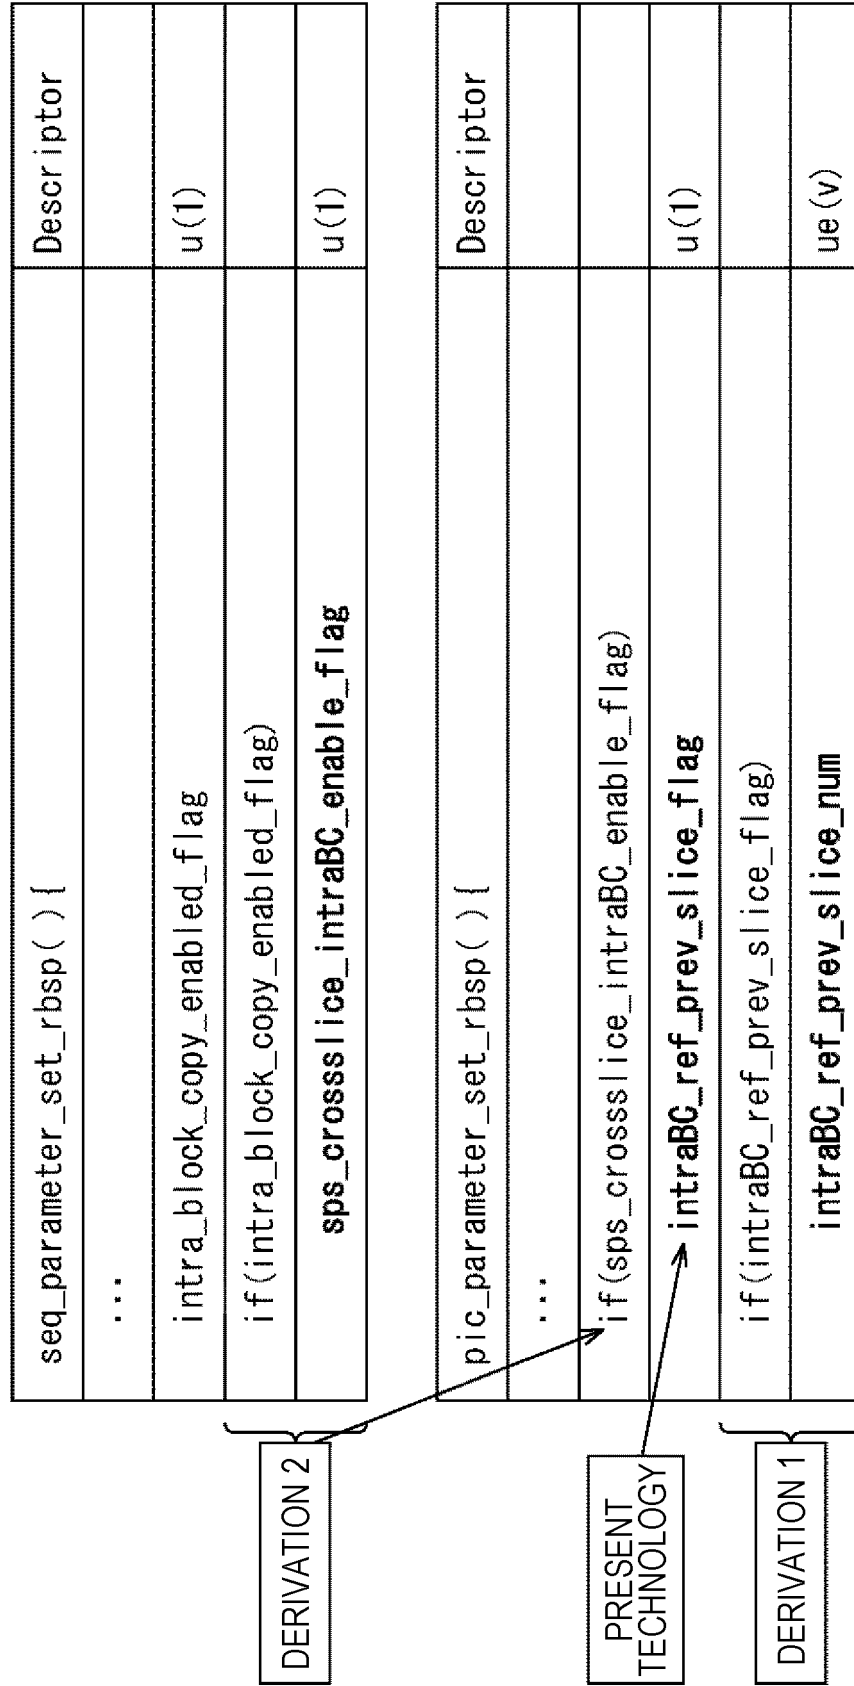 seq_parameter_set_rbsp(){ Descriptor
...
intra_block_copy_enabled_flag u(1)
if(intra_block_copy_enabled_flag)
sps_crossslice_intraBC_enable_flag u(1)
DERIVATION 2
pic_parameter_set_rbsp(){ Descriptor
...
if(sps_crossslice_intraBC_enable_flag)
intraBC_ref_prev_slice_flag u(1)
if(intraBC_ref_prev_slice_flag)
intraBC_ref_prev_slice_num ue(v)
PRESENT
TECHNOLOGY
DERIVATION 1